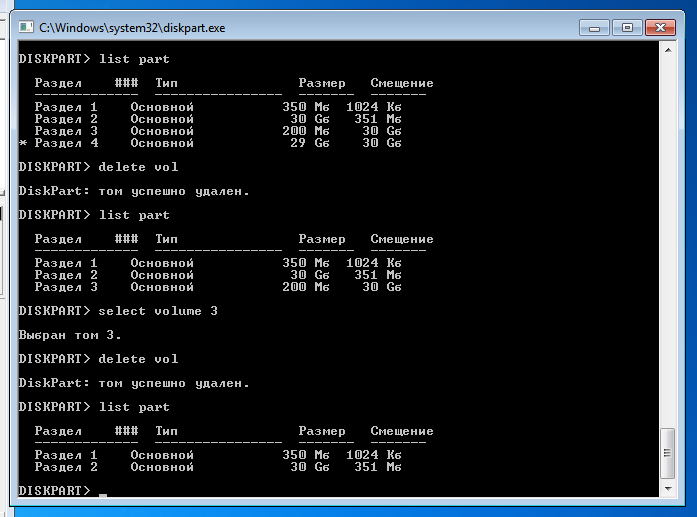 C:\Windows\system32\diskpart.exe
DISKPART> list part
Раздел ### Тип Размер Смещение
------------- ---------------- ------- --------
Раздел 1 Основной 350 Мб 1024 Кб
Раздел 2 Основной 30 Gб 351 Мб
Раздел 3 Основной 200 Мб 30 Gб
* Раздел 4 Основной 29 Gб 30 Gб
DISKPART> delete vol
DiskPart: том успешно удален.
DISKPART> list part
Раздел ### Тип Размер Смещение
------------- ---------------- ------- --------
Раздел 1 Основной 350 Мб 1024 Кб
Раздел 2 Основной 30 Gб 351 Мб
Раздел 3 Основной 200 Мб 30 Gб
DISKPART> select volume 3
Выбран том 3.
DISKPART> delete vol
DiskPart: том успешно удален.
DISKPART> list part
Раздел ### Тип Размер Смещение
------------- ---------------- ------- --------
Раздел 1 Основной 350 Мб 1024 Кб
Раздел 2 Основной 30 Gб 351 Мб
DISKPART> _